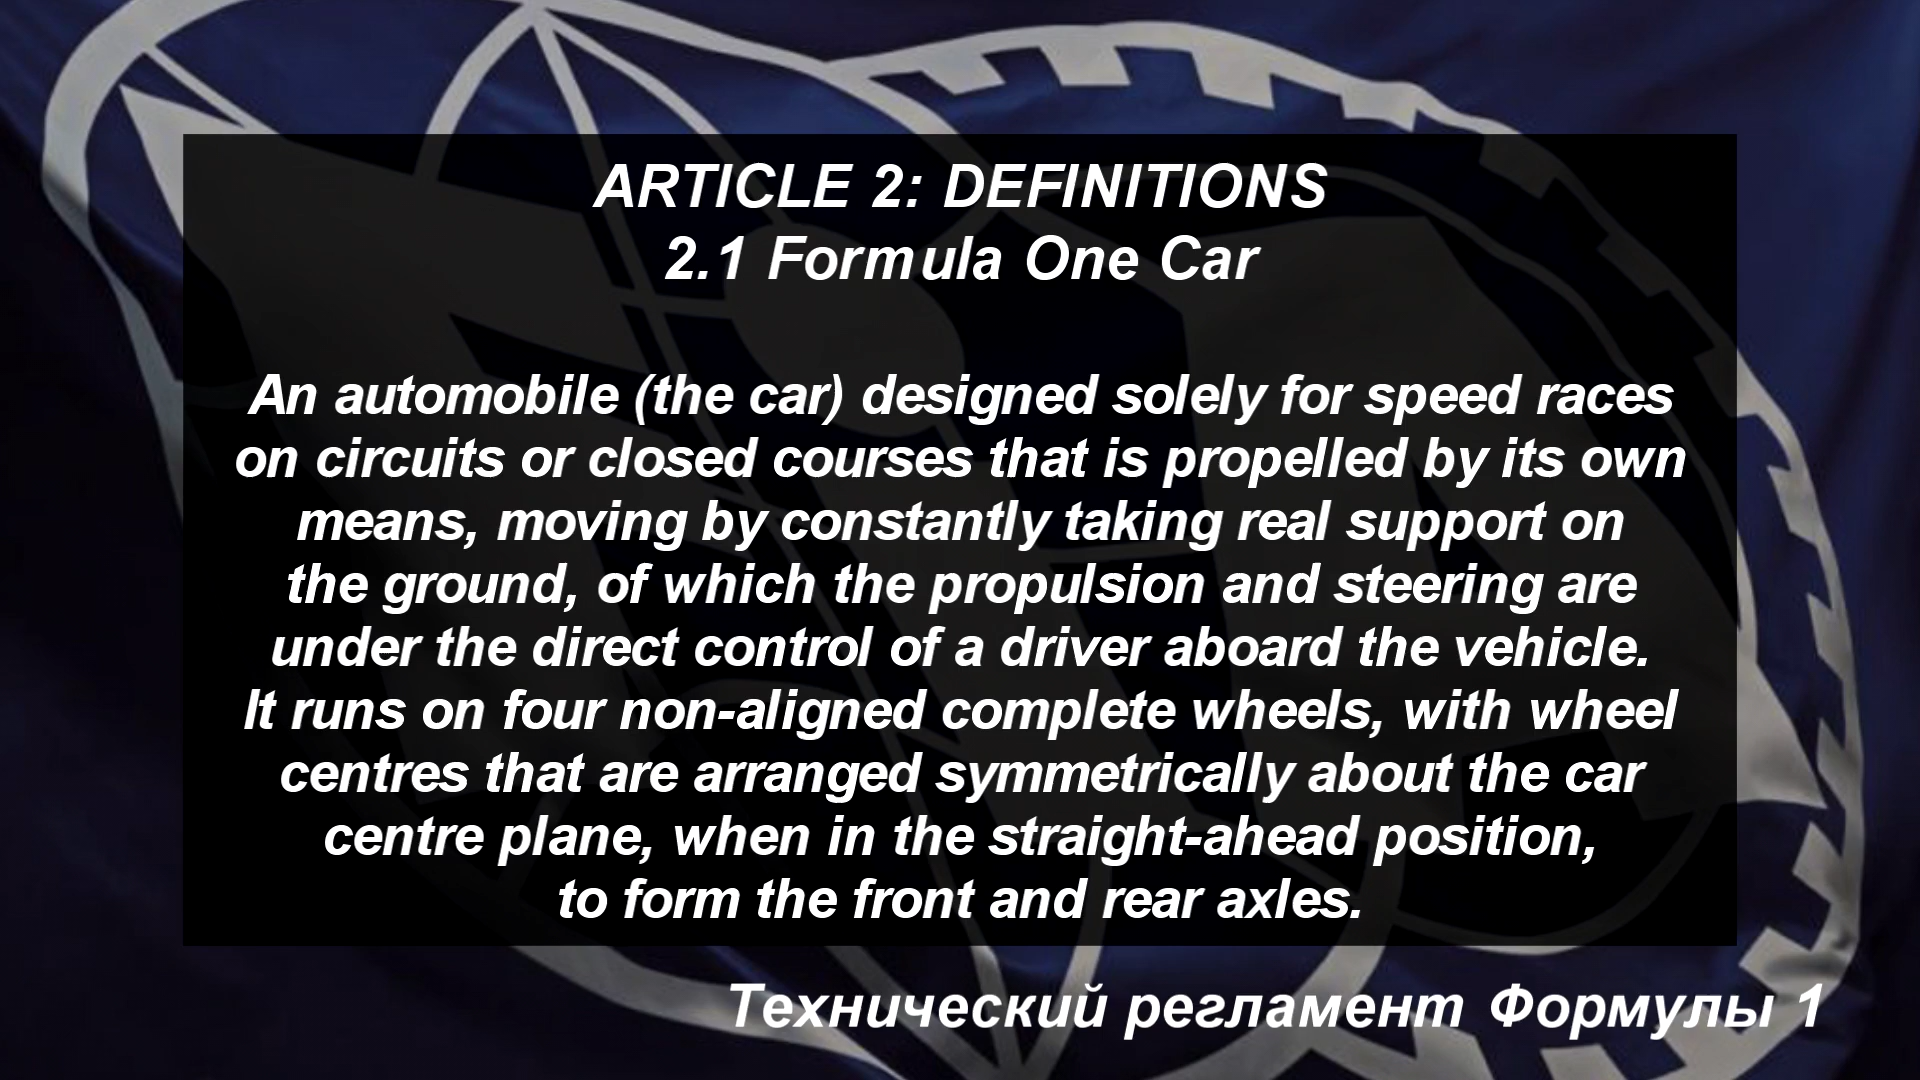 ARTICLE 2: DEFINITIONS
2.1 Formula One Car
An automobile (the car) designed solely for speed races
on circuits or closed courses that is propelled by its own
means, moving by constantly taking real support on
the ground, of which the propulsion and steering are
under the direct control of a driver aboard the vehicle.
It runs on four non-aligned complete wheels, with wheel
centres that are arranged symmetrically about the car
centre plane, when in the straight-ahead position,
to form the front and rear axles.
Технический регламент Формулы 1